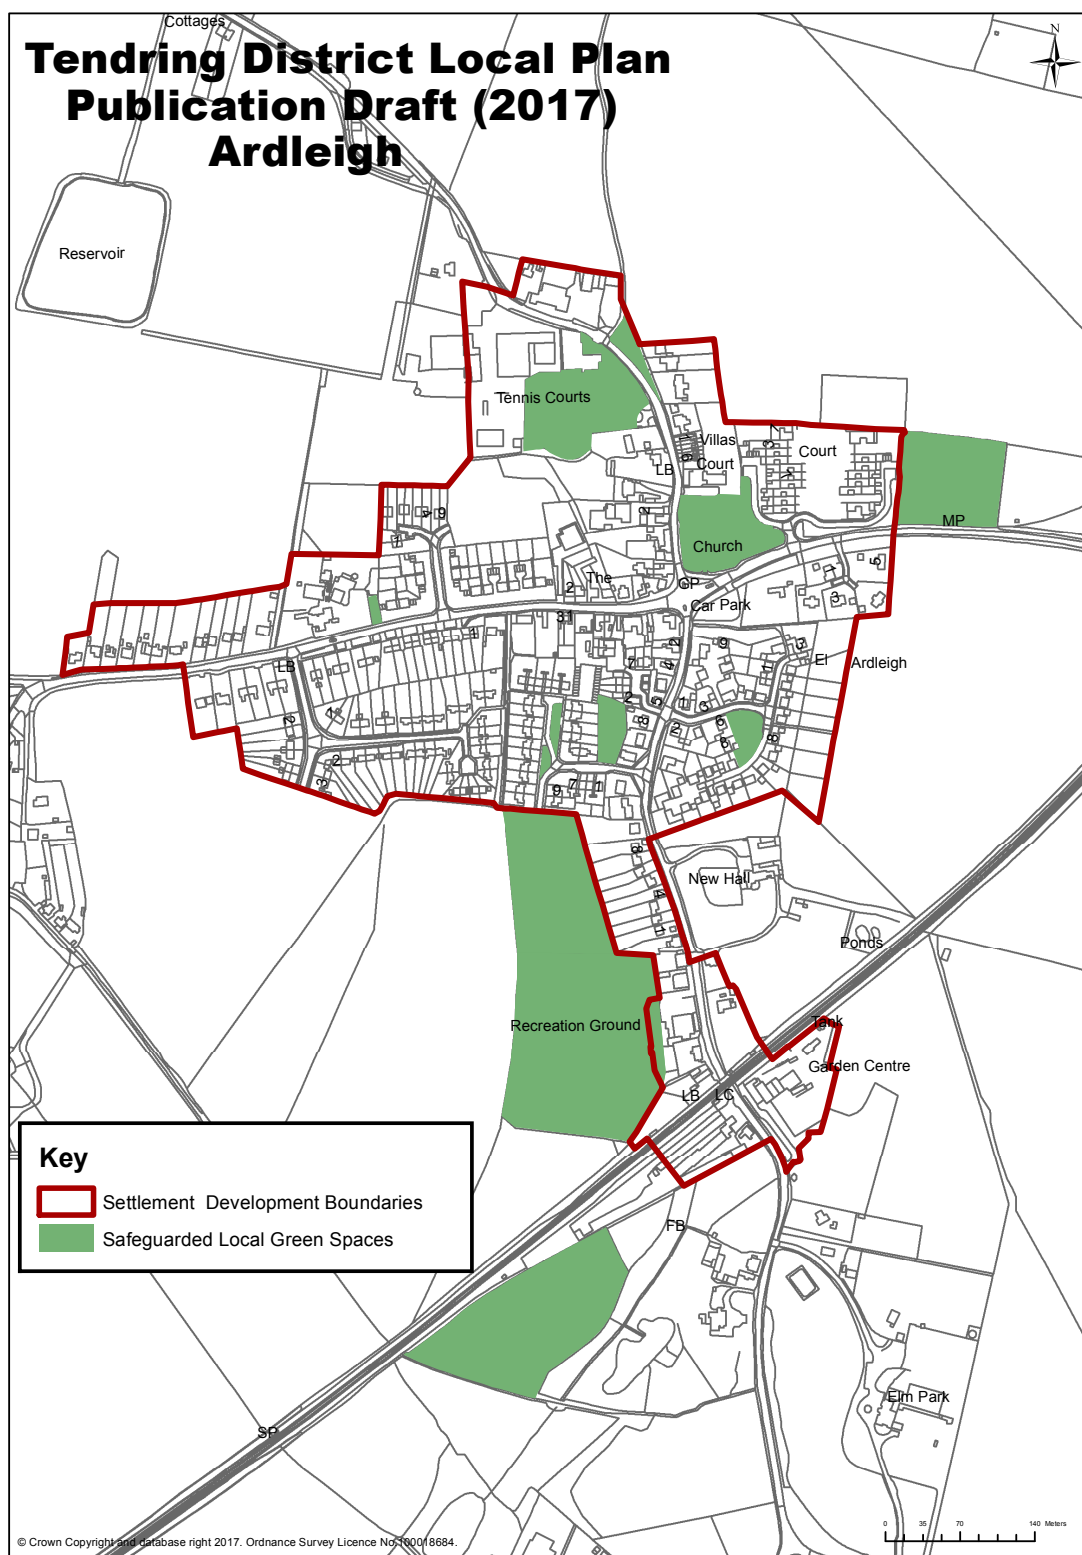 Cottages
N
Tendring District Local Plan
Publication Draft (2017)
Ardleigh
Reservoir
Tennis Courts
Villas
Court
Court
LB
Church
MP
The
GP
Car Park
31
El
Ardleigh
LB
New Hall
Ponds
Recreation Ground
Tank
Garden Centre
LB
LC
Key
Settlement Development Boundaries
Safeguarded Local Green Spaces
FB
Elm Park
SP
0 35 70 140 Meters
© Crown Copyright and database right 2017. Ordnance Survey Licence No.100018684.